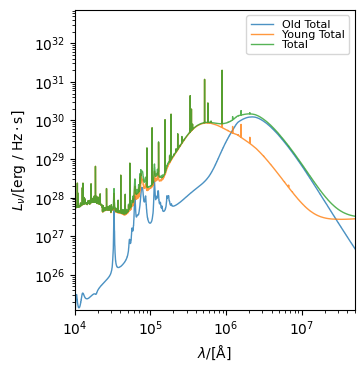 Old Total
Young Total
Total
10^32
10^31
10^30
10^29
10^28
10^27
10^26
10^4
10^5
10^6
10^7
L_ν/[erg / Hz · s]
λ/[Å]